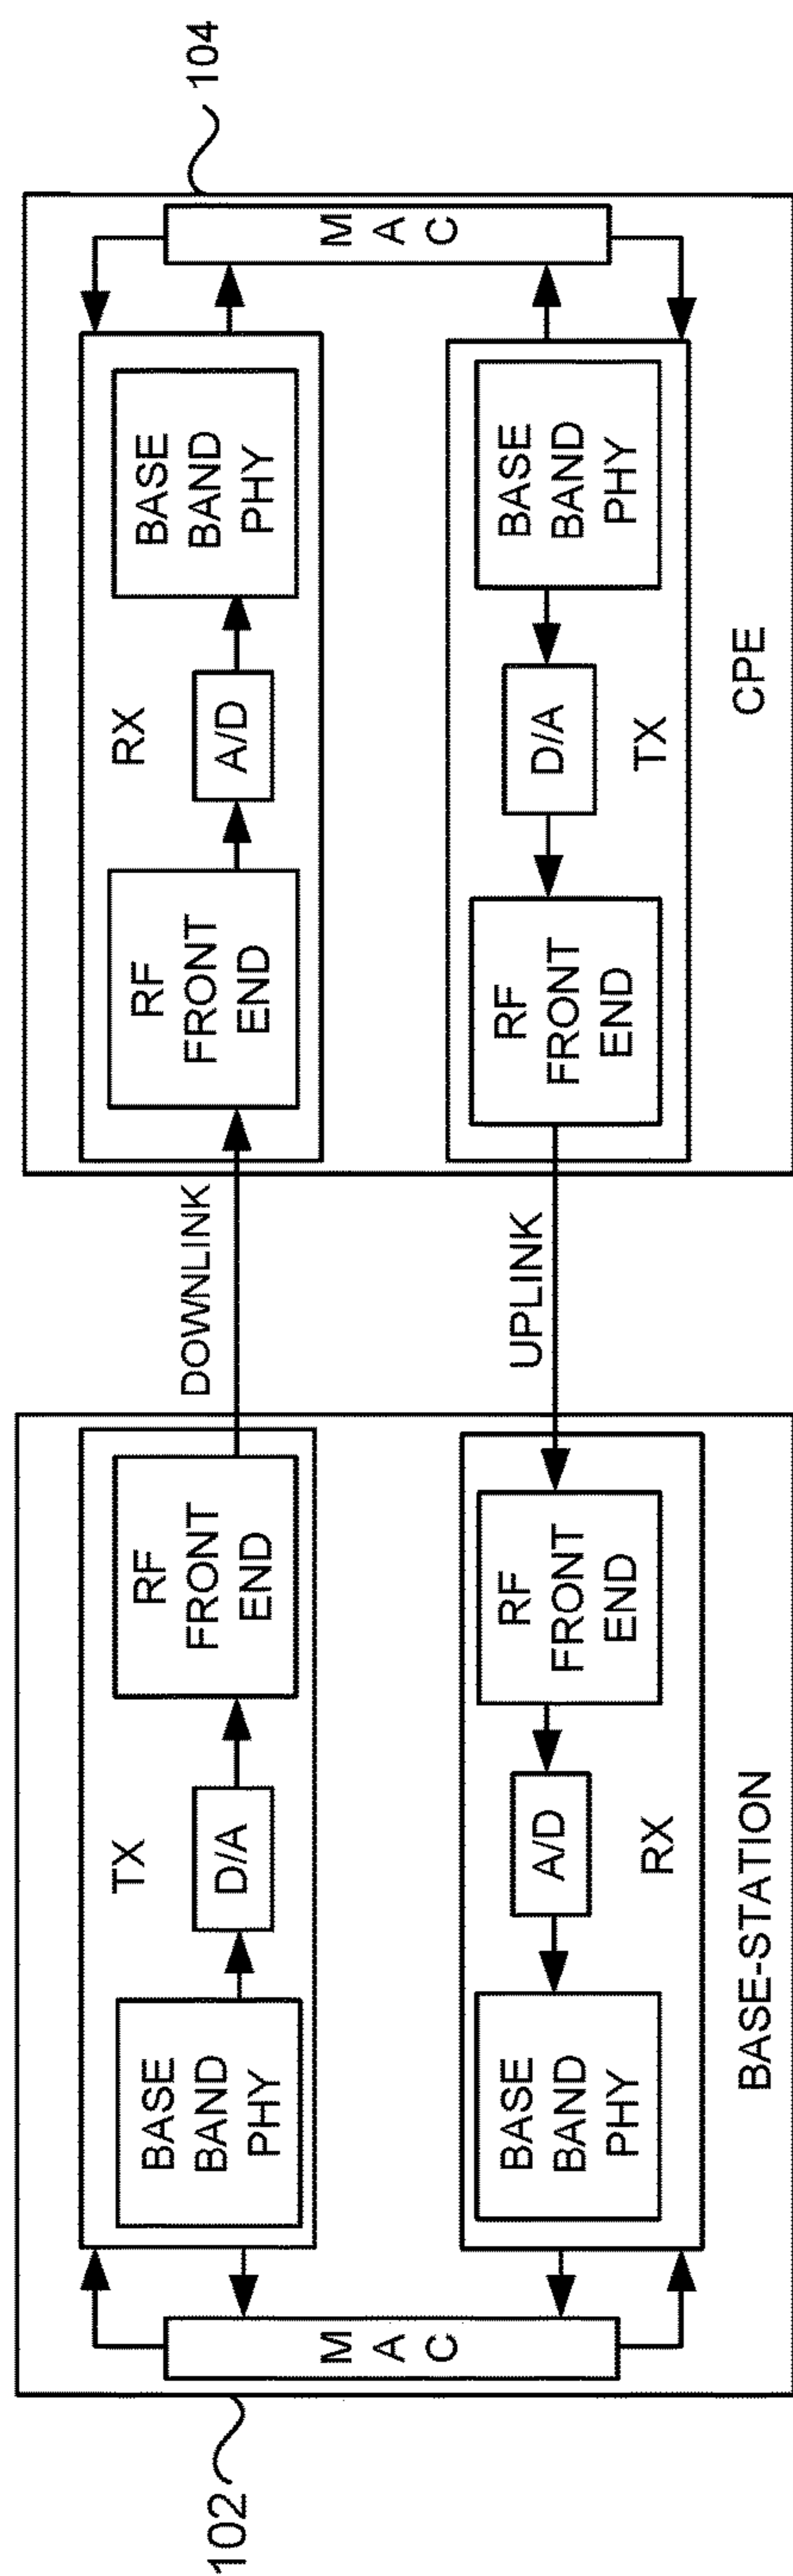 102
104
M
A
C
BASE
BAND
PHY
TX
D/A
RF
FRONT
END
DOWNLINK
RF
FRONT
END
RX
A/D
BASE
BAND
PHY
M
A
C
BASE
BAND
PHY
A/D
RX
RF
FRONT
END
UPLINK
RF
FRONT
END
D/A
TX
BASE
BAND
PHY
BASE-STATION
CPE